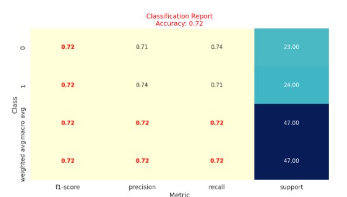 Classification Report
Accuracy: 0.72
0 0.72 0.71 0.74 23.00
1 0.72 0.74 0.71 24.00
macro avg 0.72 0.72 0.72 47.00
weighted avg 0.72 0.72 0.72 47.00
Class
f1-score precision recall support
Metric